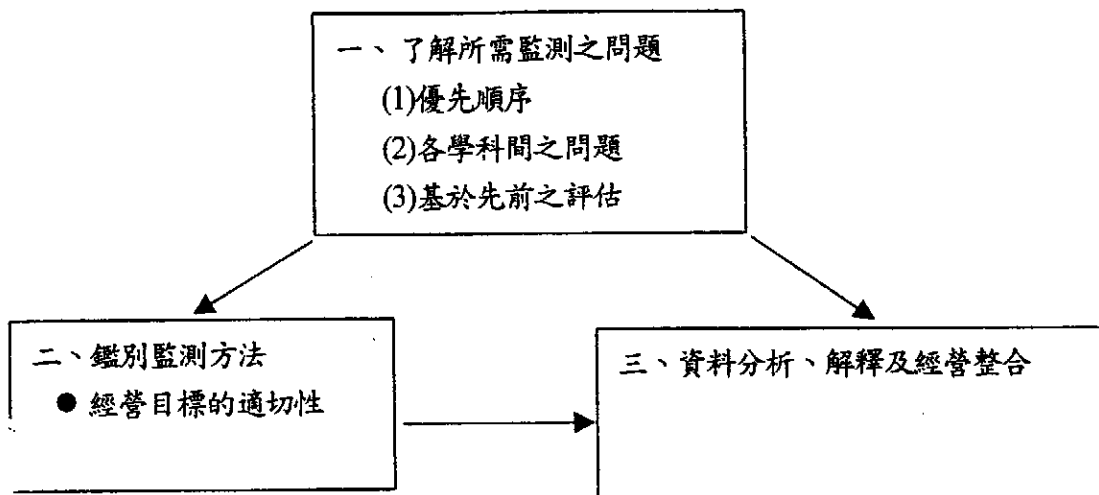 一、了解所需監測之問題
(1)優先順序
(2)各學科間之問題
(3)基於先前之評估
二、鑑別監測方法
● 經營目標的適切性
三、資料分析、解釋及經營整合